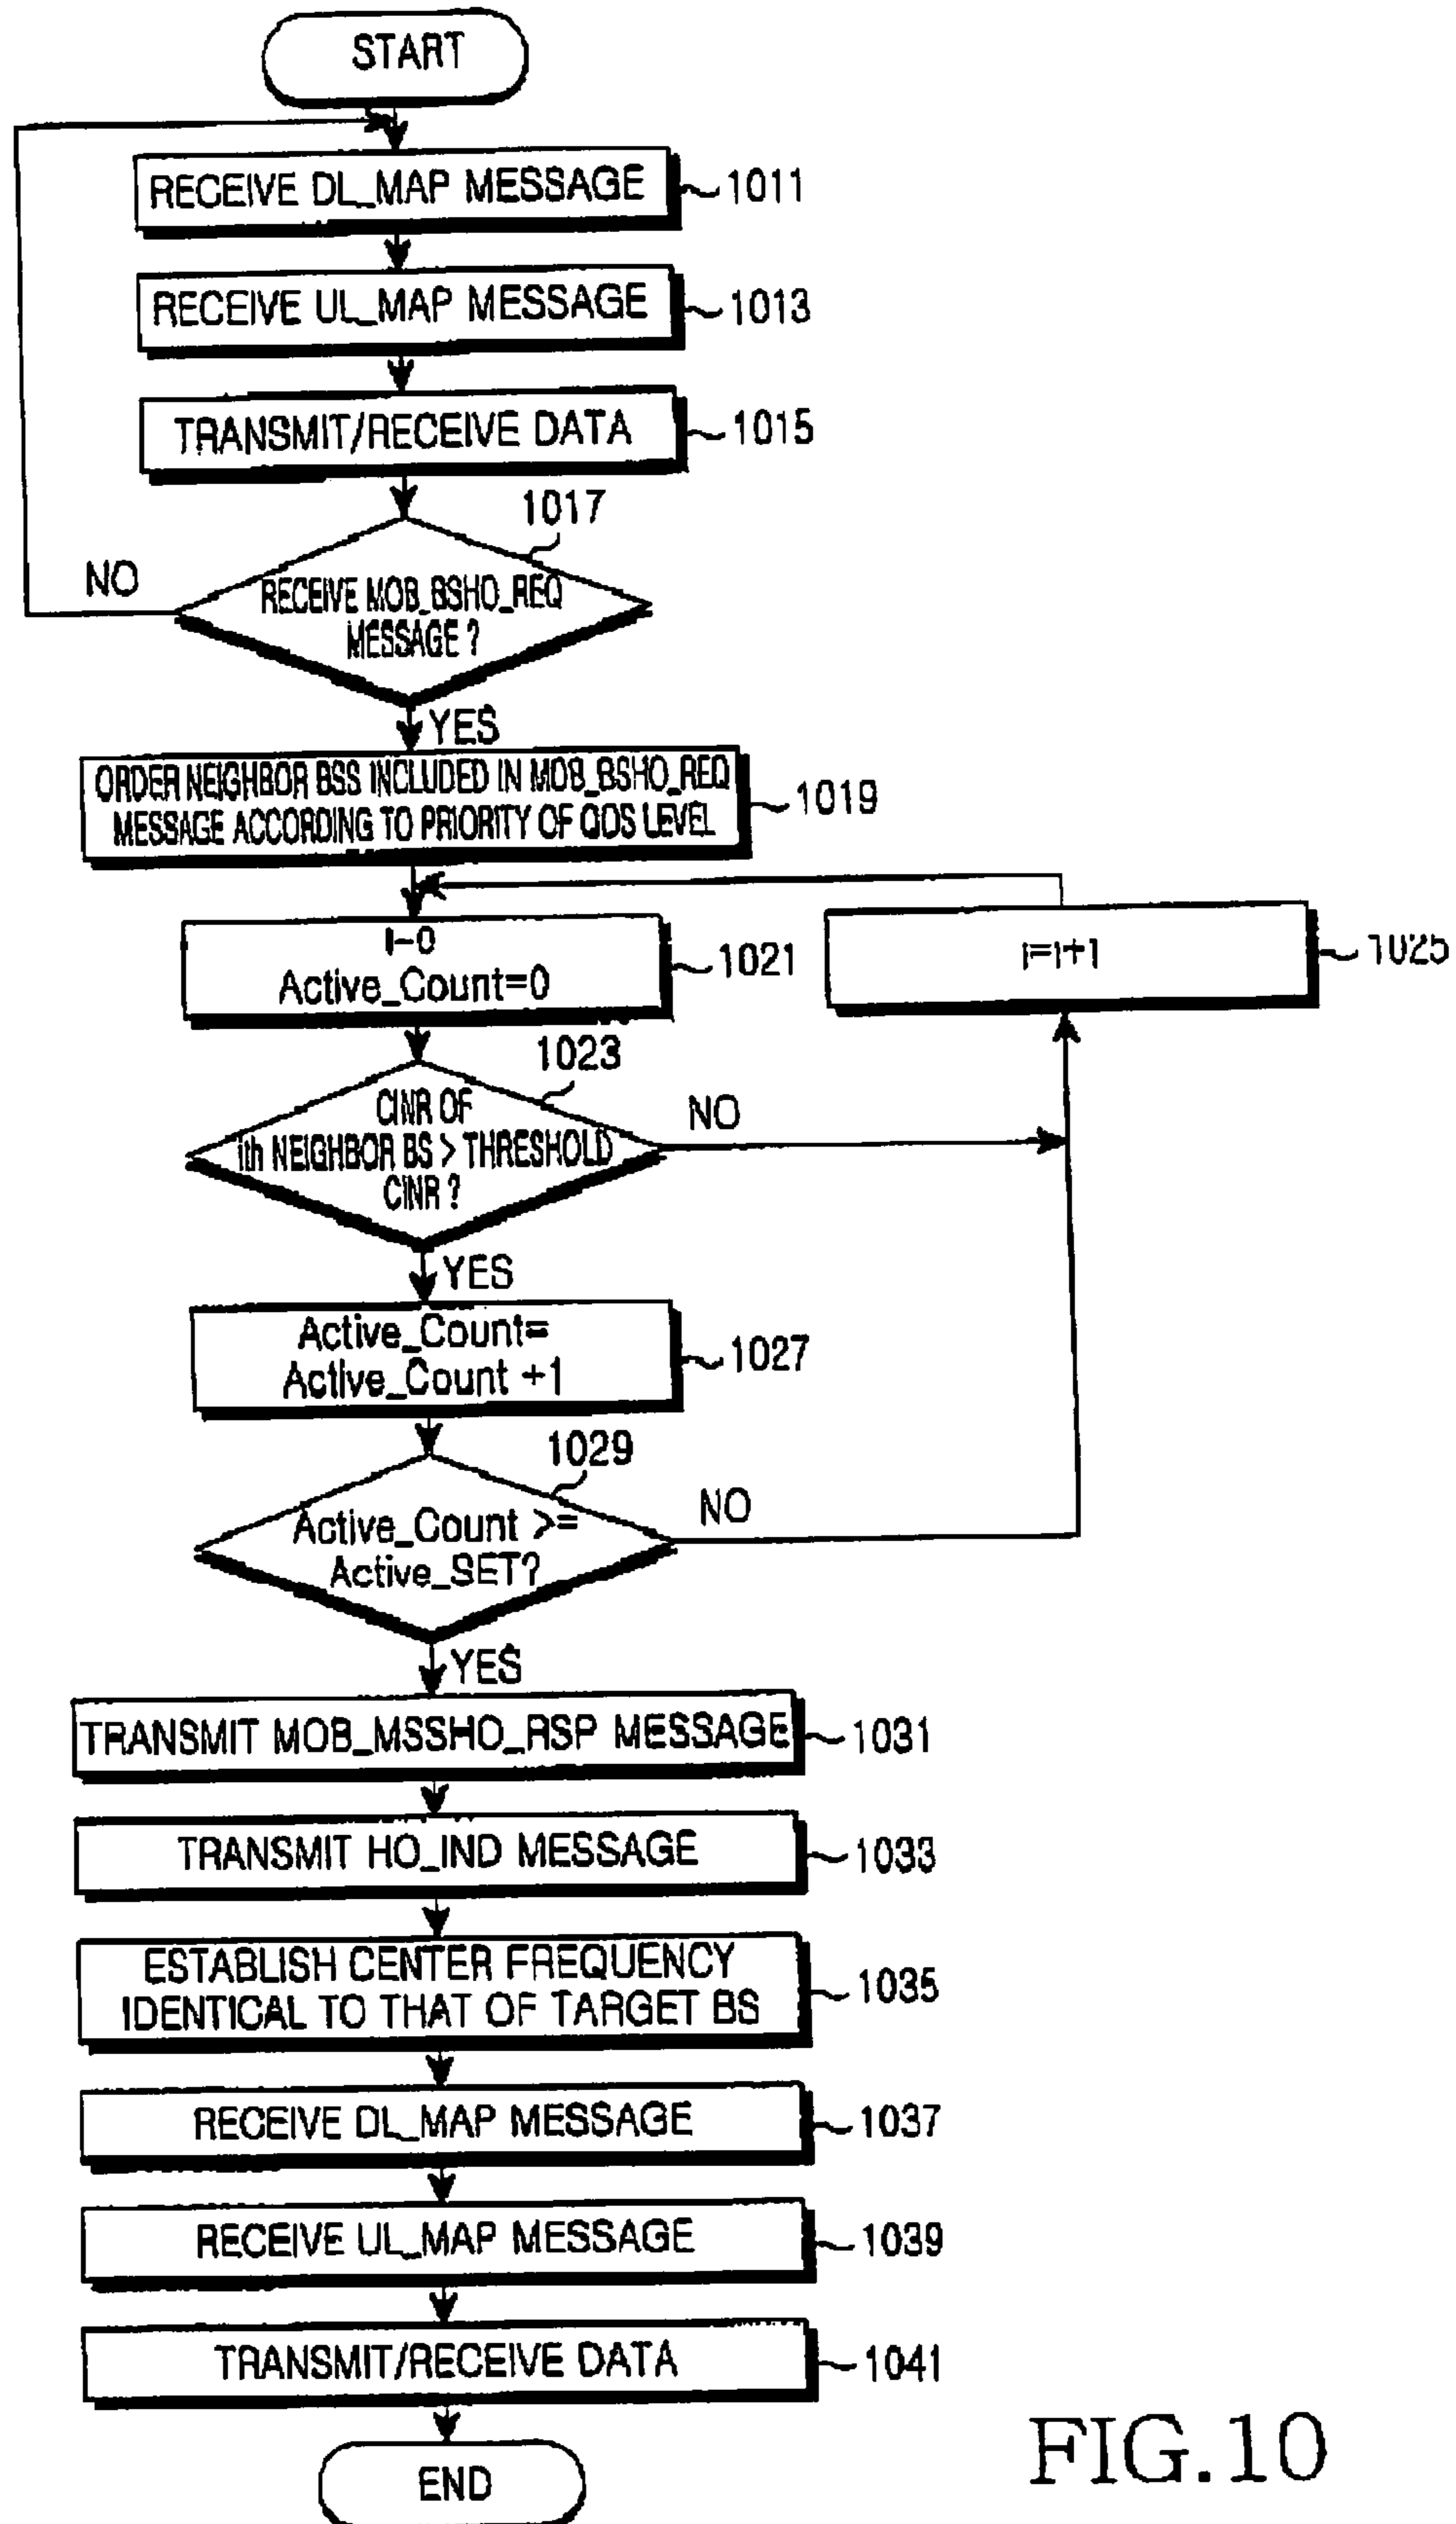 START
RECEIVE DL_MAP MESSAGE
1011
RECEIVE UL_MAP MESSAGE
1013
TRANSMIT/RECEIVE DATA
1015
1017
NO
RECEIVE MOB_BSHO_REQ
MESSAGE ?
YES
ORDER NEIGHBOR BSS INCLUDED IN MOB_BSHO_REQ
MESSAGE ACCORDING TO PRIORITY OF QOS LEVEL
1019
i=0
Active_Count=0
1021
i=i+1
1025
1023
CINR OF
ith NEIGHBOR BS > THRESHOLD
CINR ?
NO
YES
Active_Count=
Active_Count +1
1027
1029
Active_Count >=
Active_SET?
NO
YES
TRANSMIT MOB_MSSHO_RSP MESSAGE
1031
TRANSMIT HO_IND MESSAGE
1033
ESTABLISH CENTER FREQUENCY
IDENTICAL TO THAT OF TARGET BS
1035
RECEIVE DL_MAP MESSAGE
1037
RECEIVE UL_MAP MESSAGE
1039
TRANSMIT/RECEIVE DATA
1041
END
FIG.10